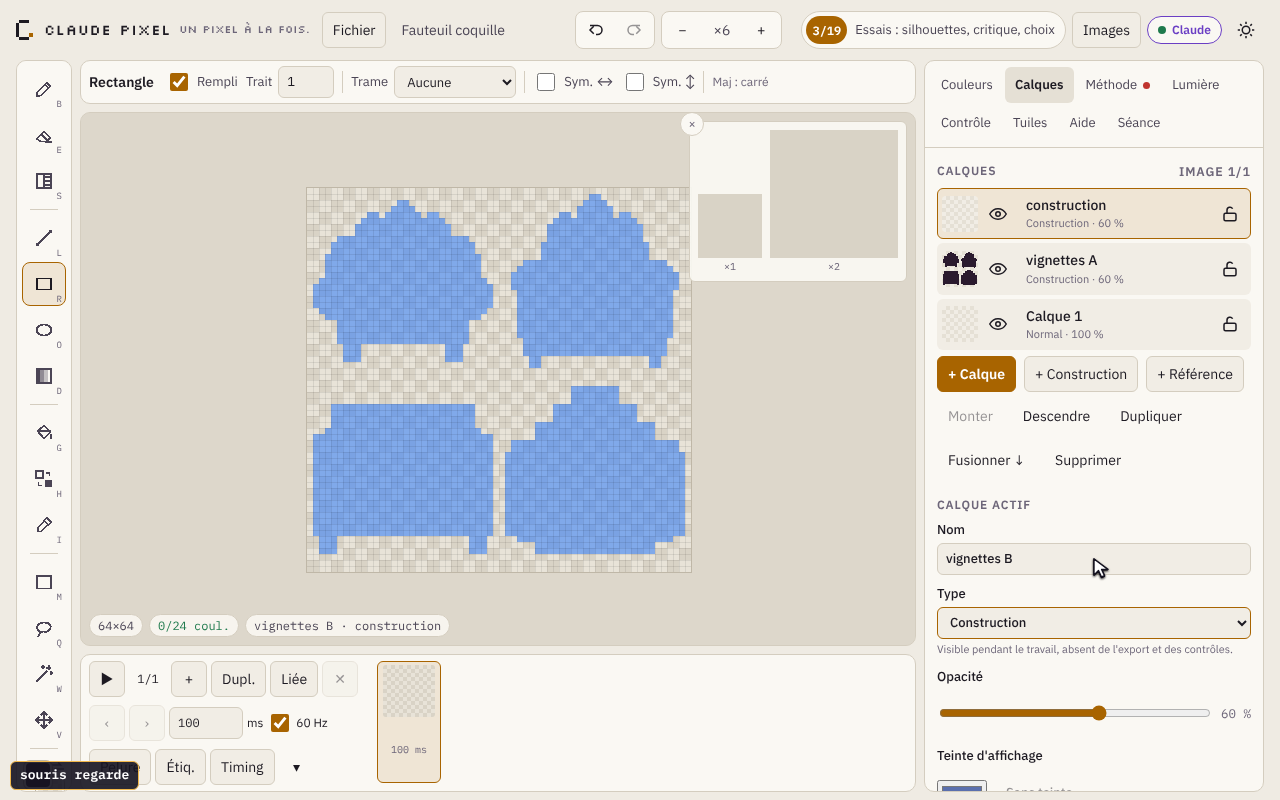 CLAUDE PIXEL UN PIXEL À LA FOIS. Fichier Fauteuil coquille − ×6 + 3/19 Essais : silhouettes, critique, choix Images Claude
Rectangle Rempli Trait 1 Trame Aucune Sym. Sym. Maj : carré
B
E
S
L
R
O
D
G
H
I
M
Q
W
V
×
×1 ×2
64×64 0/24 coul. vignettes B · construction
1/1 + Dupl. Liée ✕
‹ › 100 ms 60 Hz
Étiq. Timing ▼
100 ms
souris regarde
Couleurs Calques Méthode Lumière
Contrôle Tuiles Aide Séance
CALQUES IMAGE 1/1
construction
Construction · 60 %
vignettes A
Construction · 60 %
Calque 1
Normal · 100 %
+ Calque + Construction + Référence
Monter Descendre Dupliquer
Fusionner ↓ Supprimer
CALQUE ACTIF
Nom
vignettes B
Type
Construction
Visible pendant le travail, absent de l'export et des contrôles.
Opacité
60 %
Teinte d'affichage